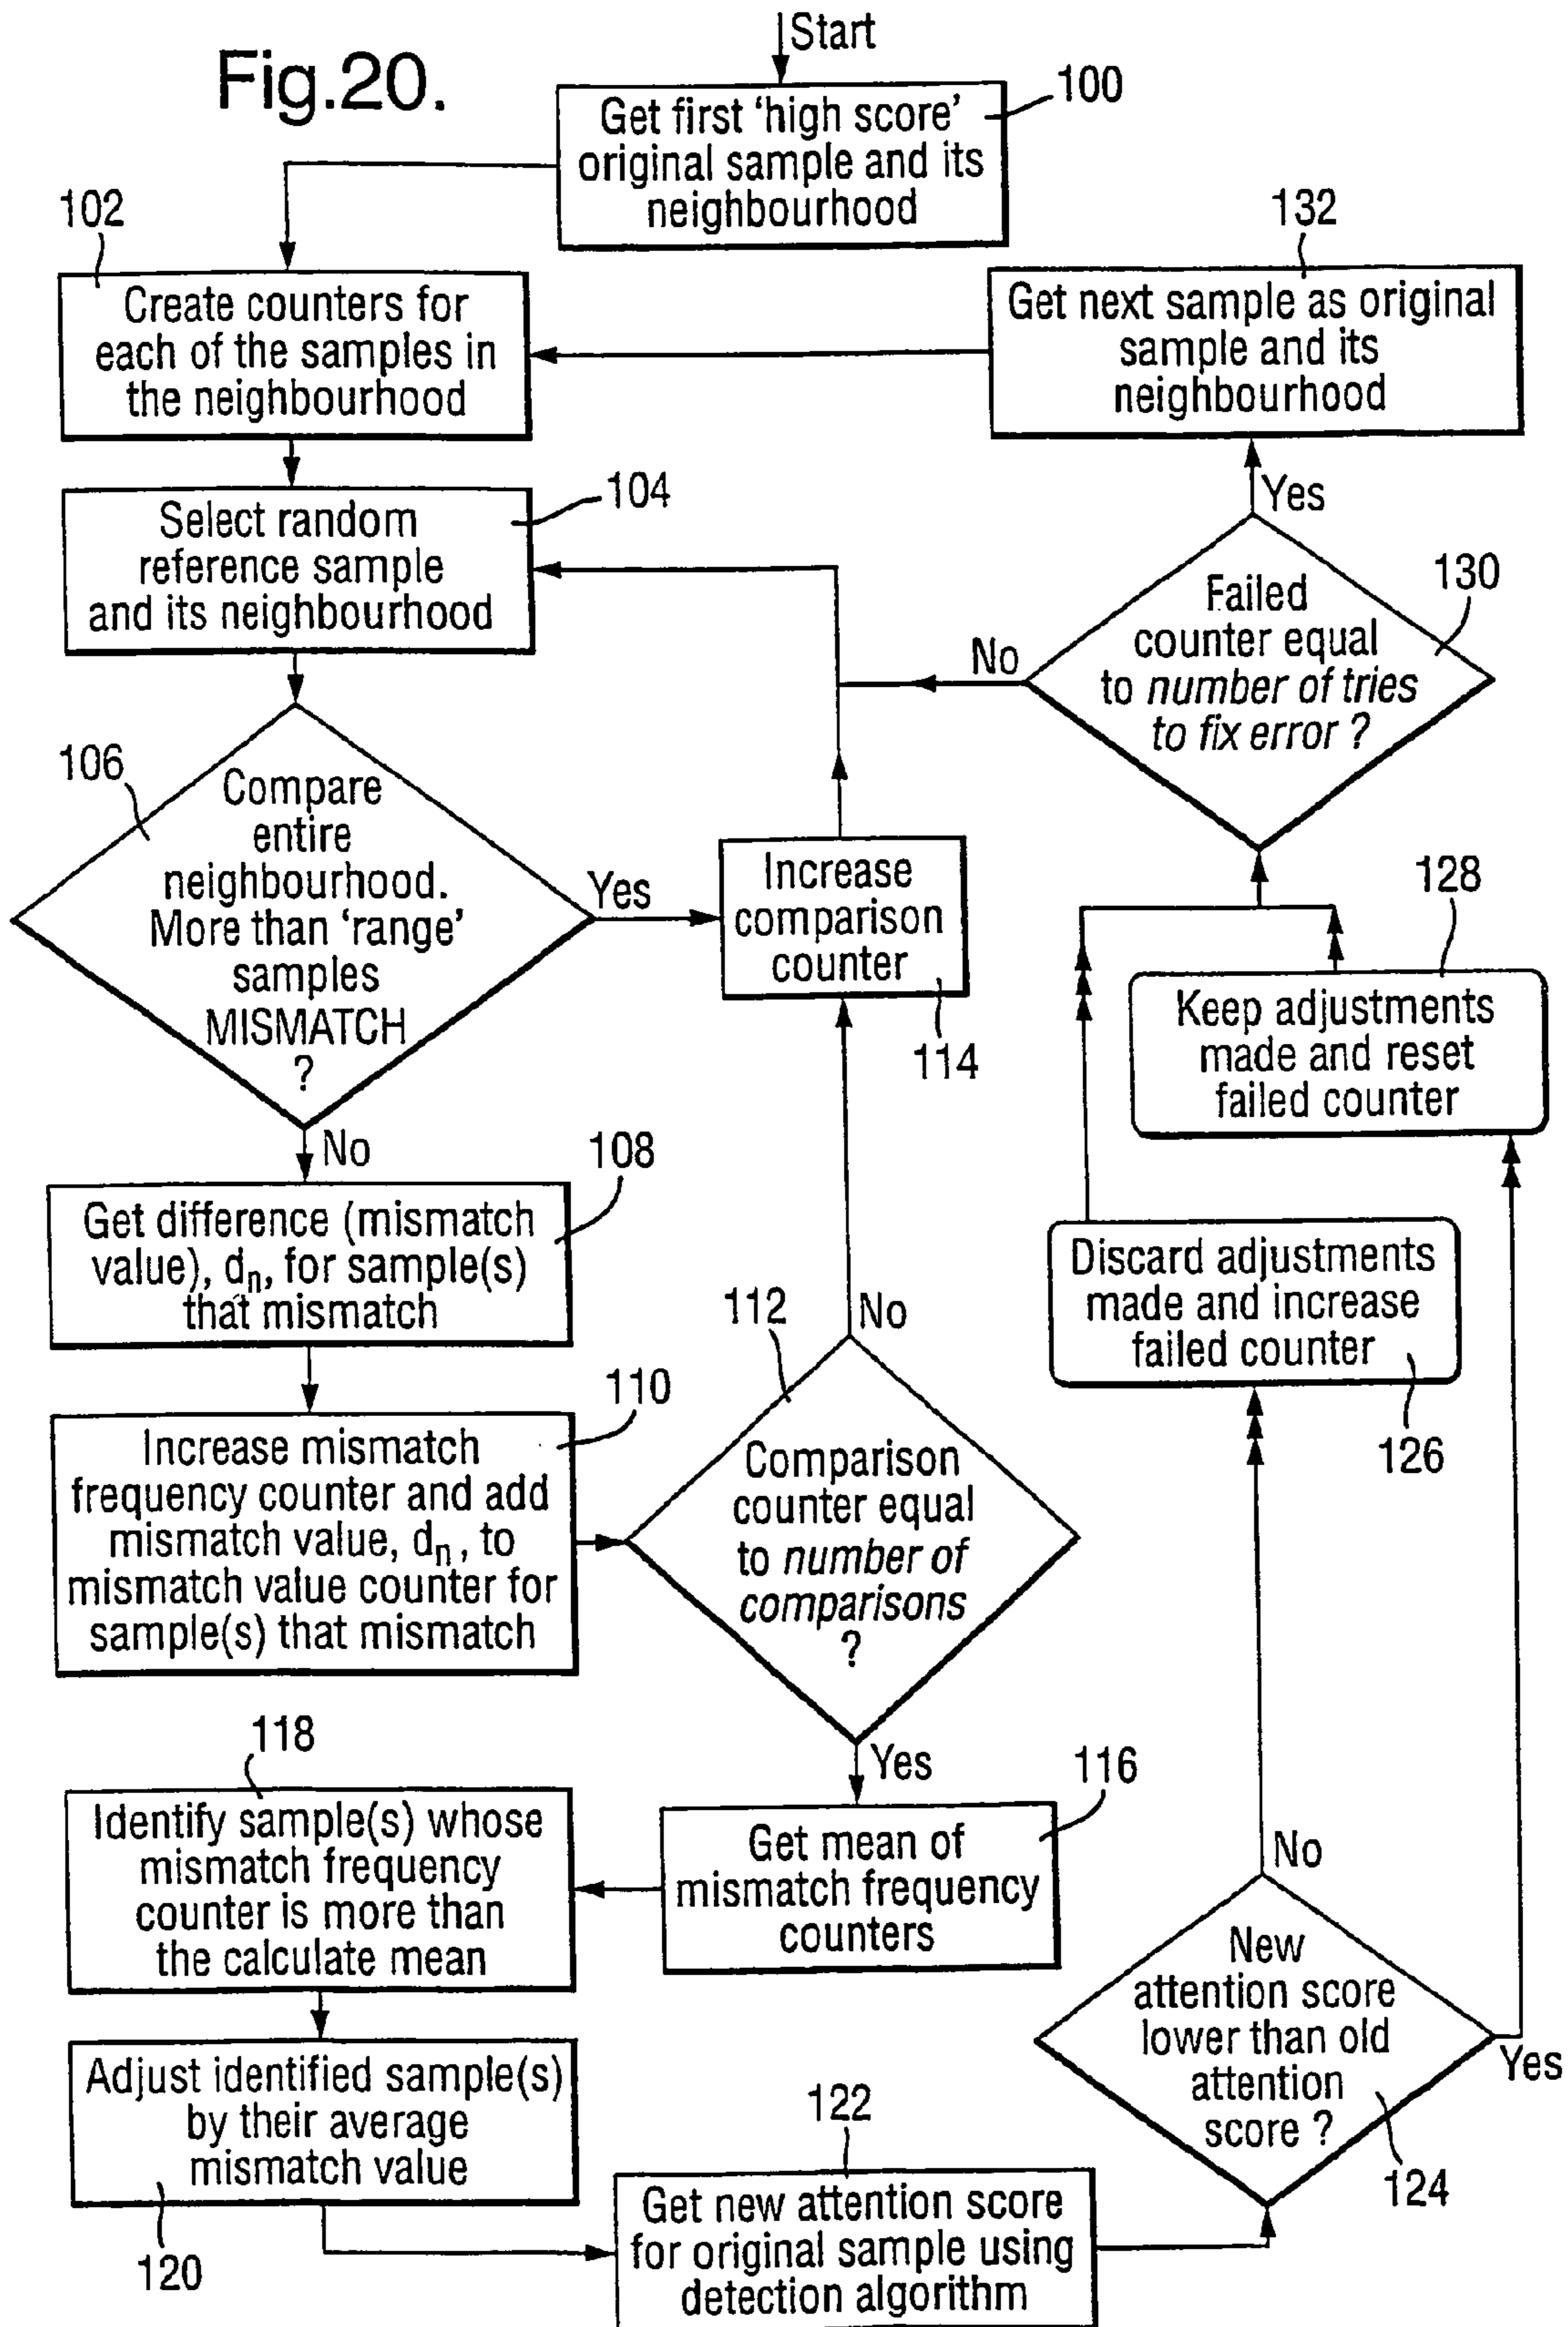 Fig.20.
Start
100
Get first ‘high score’
original sample and its
neighbourhood
102
Create counters for
each of the samples in
the neighbourhood
132
Get next sample as original
sample and its
neighbourhood
104
Select random
reference sample
and its neighbourhood
Yes
130
Failed
counter equal
to number of tries
to fix error ?
No
106
Compare
entire
neighbourhood.
More than ‘range’
samples
MISMATCH
?
Yes
Increase
comparison
counter
114
128
Keep adjustments
made and reset
failed counter
No
108
Get difference (mismatch
value), dn, for sample(s)
that mismatch
Discard adjustments
made and increase
failed counter
126
112
No
110
Increase mismatch
frequency counter and add
mismatch value, dn, to
mismatch value counter for
sample(s) that mismatch
Comparison
counter equal
to number of
comparisons
?
Yes
118
Identify sample(s) whose
mismatch frequency
counter is more than
the calculate mean
116
Get mean of
mismatch frequency
counters
No
New
attention score
lower than old
attention
score ?
Yes
124
Adjust identified sample(s)
by their average
mismatch value
120
122
Get new attention score
for original sample using
detection algorithm